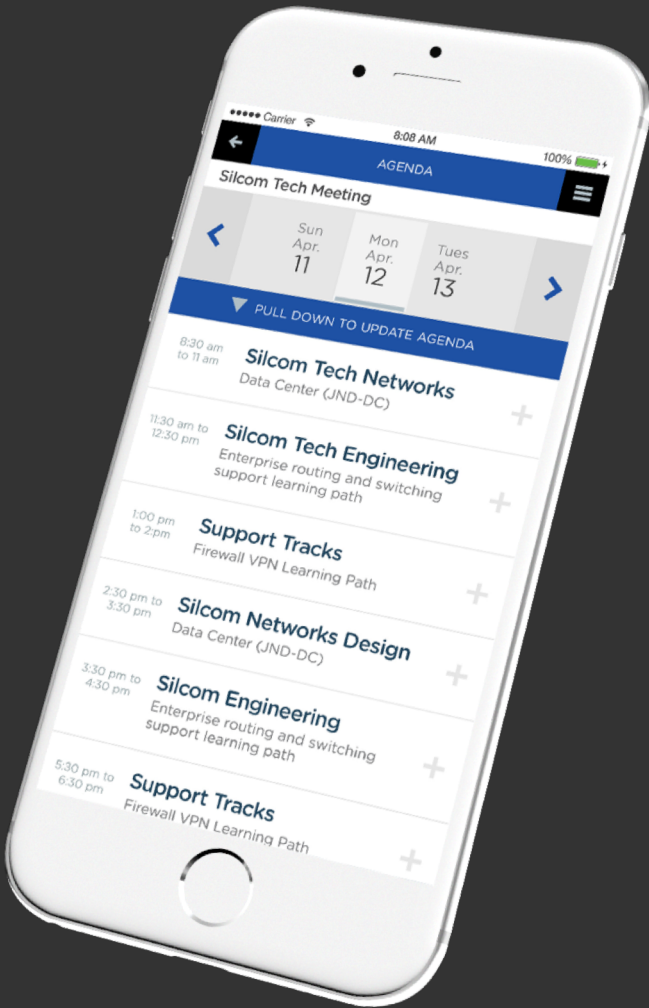 Carrier
8:08 AM
100%
AGENDA
Silcom Tech Meeting
Sun
Apr.
11
Mon
Apr.
12
Tues
Apr.
13
PULL DOWN TO UPDATE AGENDA
8:30 am
to 11 am
Silcom Tech Networks
Data Center (JND-DC)
11:30 am to
12:30 pm
Silcom Tech Engineering
Enterprise routing and switching
support learning path
1:00 pm
to 2:pm
Support Tracks
Firewall VPN Learning Path
2:30 pm to
3:30 pm
Silcom Networks Design
Data Center (JND-DC)
3:30 pm to
4:30 pm
Silcom Engineering
Enterprise routing and switching
support learning path
5:30 pm to
6:30 pm
Support Tracks
Firewall VPN Learning Path